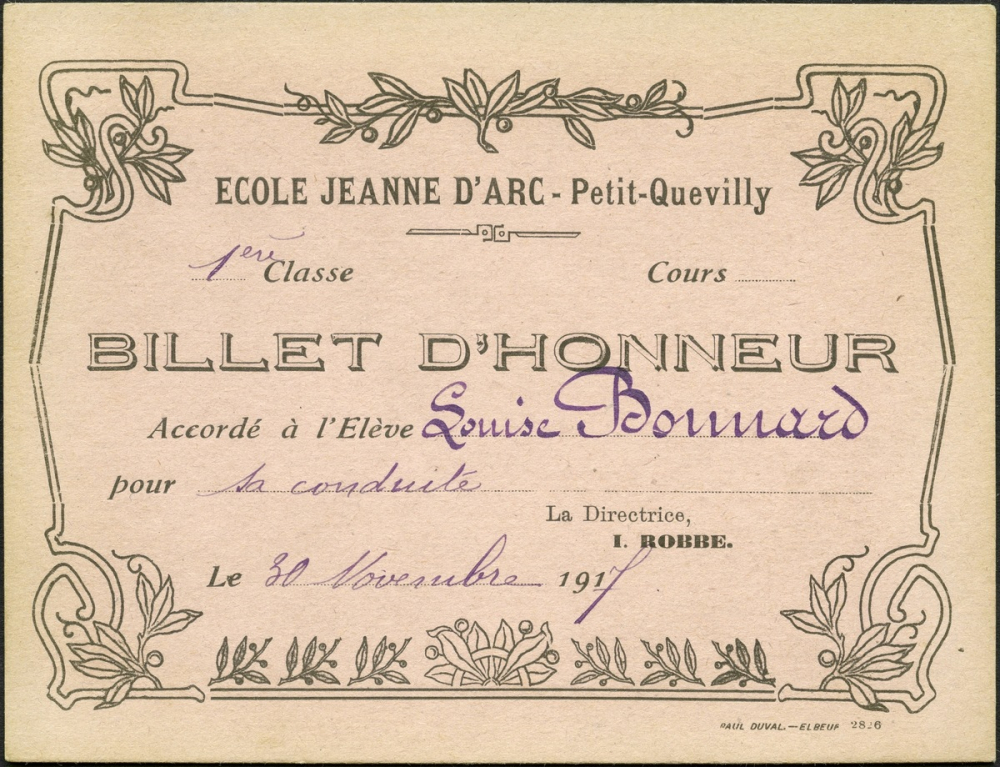 ECOLE JEANNE D'ARC - Petit-Quevilly
1ère Classe Cours
BILLET D'HONNEUR
Accordé à l'Elève Louise Bonnard
pour sa conduite
La Directrice,
I. ROBBE.
Le 30 Novembre 1917
PAUL DUVAL.—ELBEUF 2826